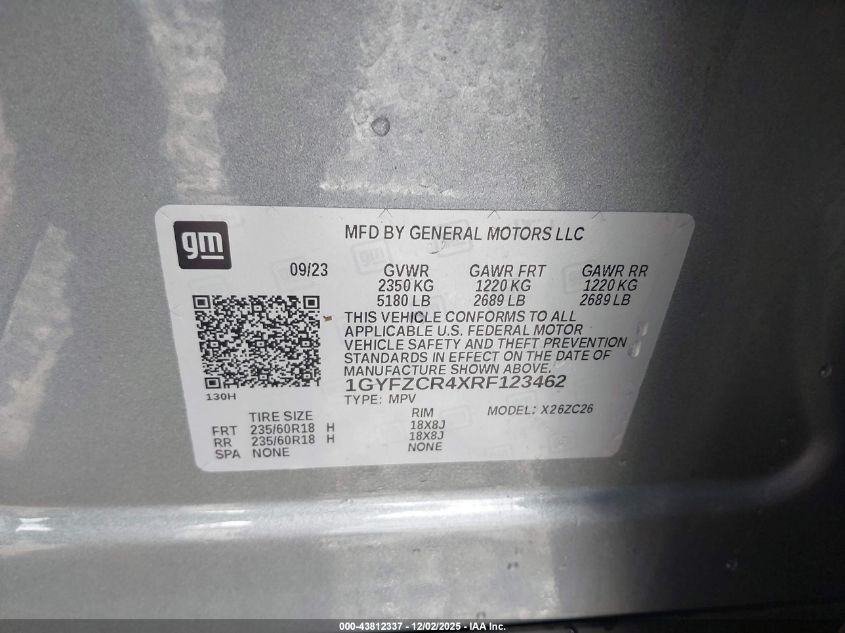 gm
MFD BY GENERAL MOTORS LLC
09/23 GVWR GAWR FRT GAWR RR
2350 KG 1220 KG 1220 KG
5180 LB 2689 LB 2689 LB
THIS VEHICLE CONFORMS TO ALL
APPLICABLE U.S. FEDERAL MOTOR
VEHICLE SAFETY AND THEFT PREVENTION
STANDARDS IN EFFECT ON THE DATE OF
MANUFACTURE SHOWN ABOVE.
1GYFZCR4XRF123462
130H
TYPE: MPV MODEL: X26ZC26
TIRE SIZE RIM
FRT 235/60R18 H 18X8J
RR 235/60R18 H 18X8J
SPA NONE NONE
000-43812337 - 12/02/2025 - IAA Inc.